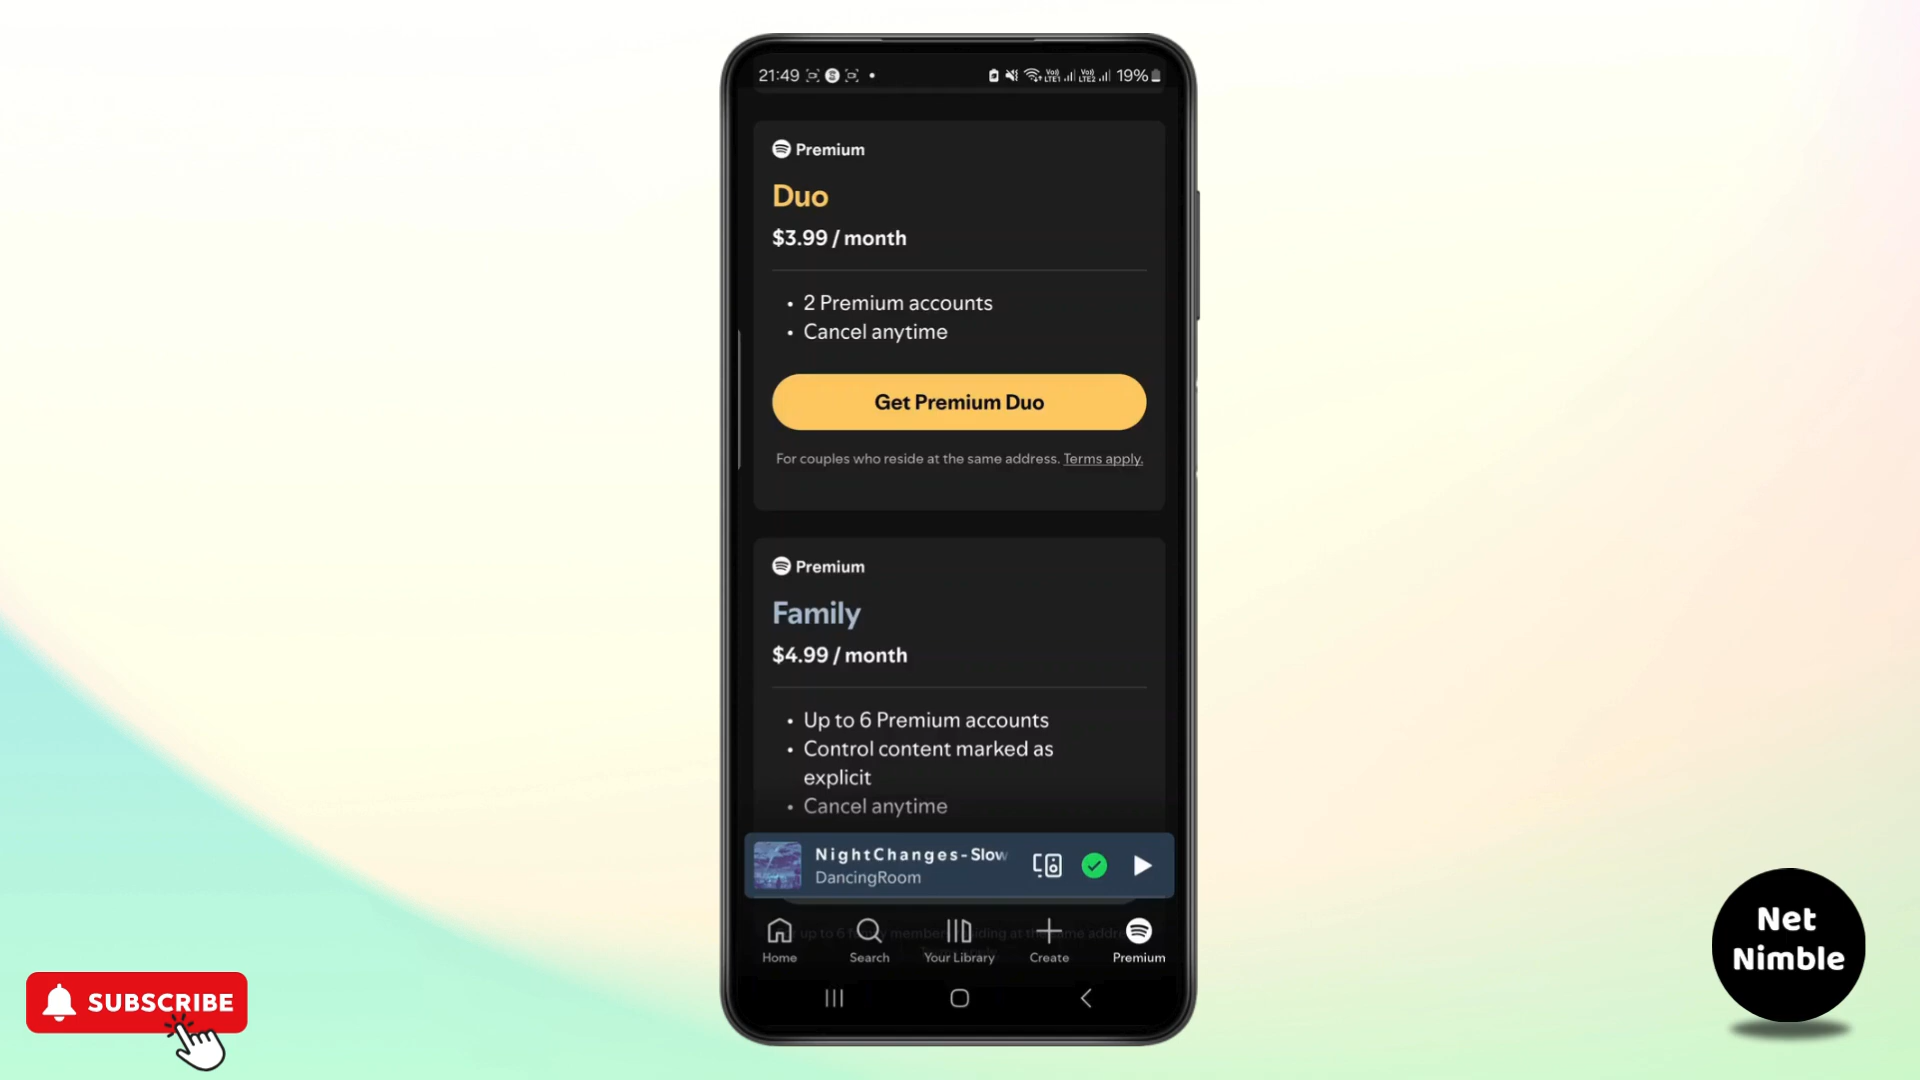 21:49
19%
Premium
Duo
$3.99 / month
• 2 Premium accounts
• Cancel anytime
Get Premium Duo
For couples who reside at the same address. Terms apply.
Premium
Family
$4.99 / month
• Up to 6 Premium accounts
• Control content marked as
explicit
• Cancel anytime
NightChanges-Slow
DancingRoom
Home
Search
Your Library
Create
Premium
SUBSCRIBE
Net
Nimble